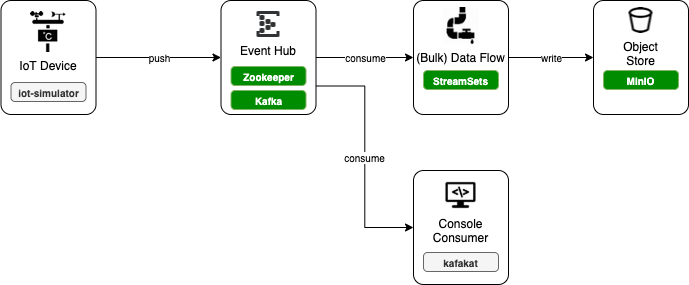 °C
IoT Device
iot-simulator
push
Event Hub
Zookeeper
Kafka
consume
(Bulk) Data Flow
StreamSets
write
Object
Store
MinIO
consume
</>
Console
Consumer
kafakat